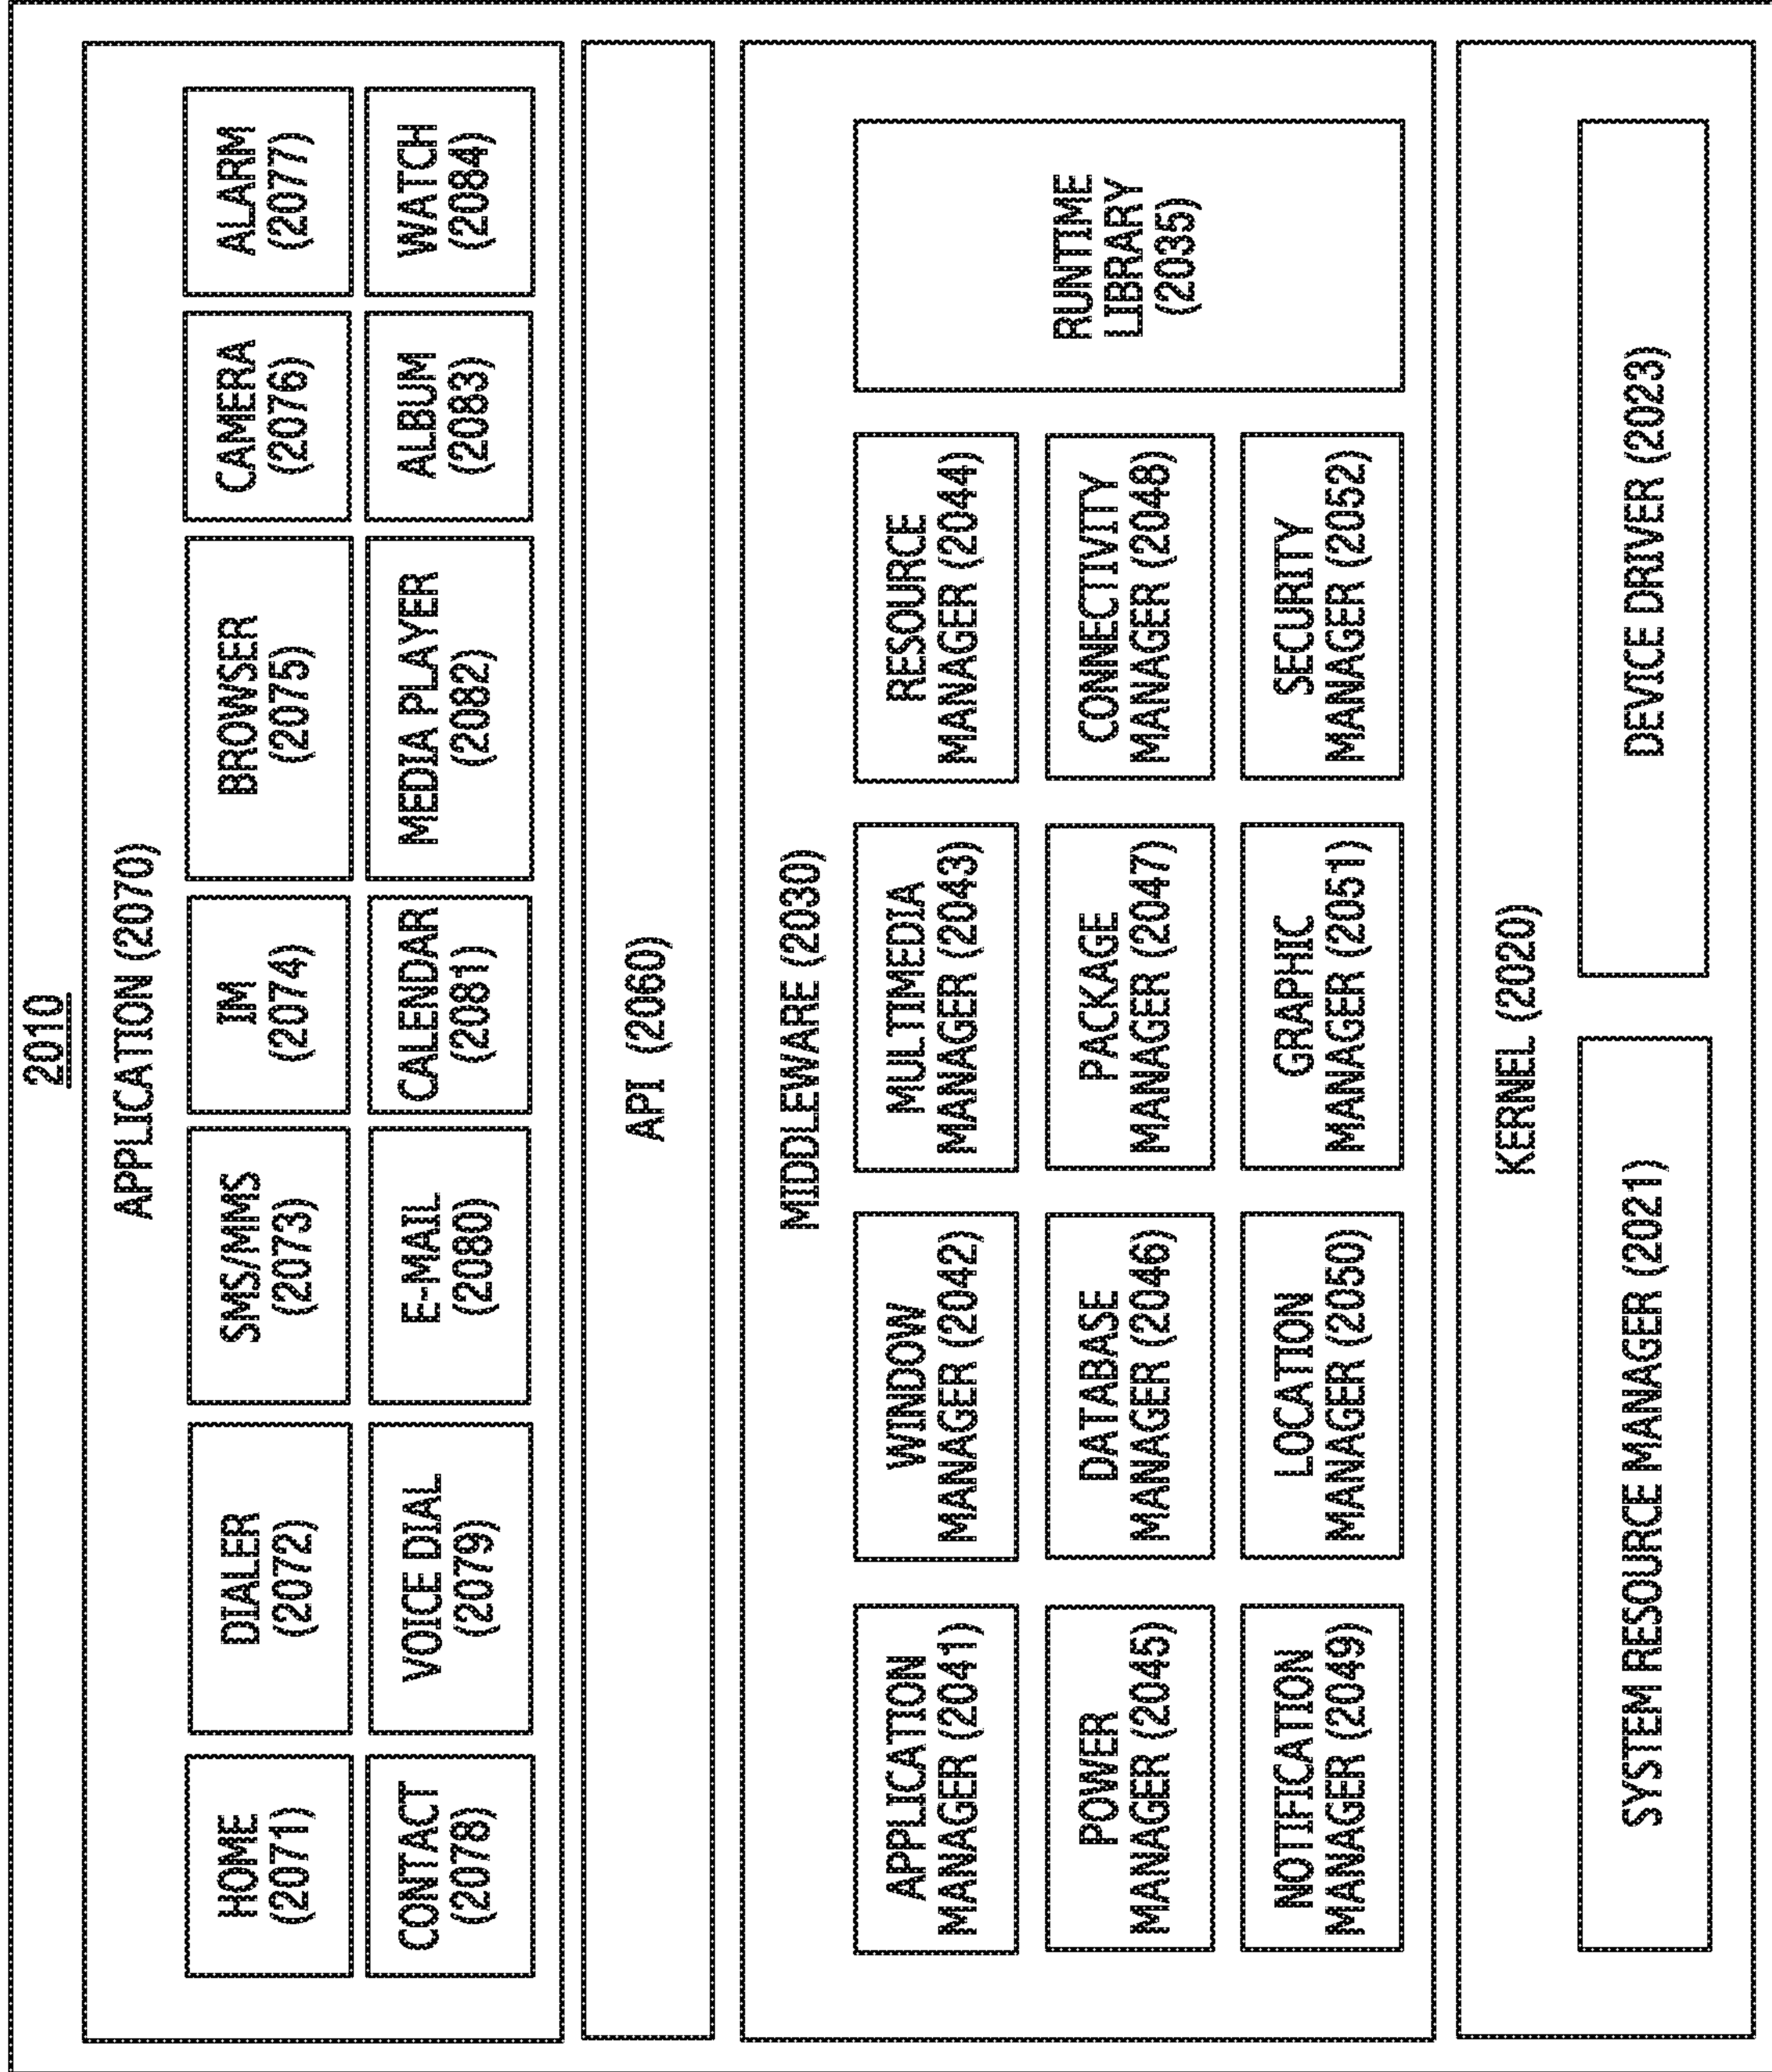 2010
APPLICATION (2070)
HOME
(2071)
DIALER
(2072)
SMS/MMS
(2073)
IM
(2074)
BROWSER
(2075)
CAMERA
(2076)
ALARM
(2077)
CONTACT
(2078)
VOICE DIAL
(2079)
E-MAIL
(2080)
CALENDAR
(2081)
MEDIA PLAYER
(2082)
ALBUM
(2083)
WATCH
(2084)
API (2060)
MIDDLEWARE (2030)
APPLICATION
MANAGER (2041)
WINDOW
MANAGER (2042)
MULTIMEDIA
MANAGER (2043)
RESOURCE
MANAGER (2044)
POWER
MANAGER (2045)
DATABASE
MANAGER (2046)
PACKAGE
MANAGER (2047)
CONNECTIVITY
MANAGER (2048)
NOTIFICATION
MANAGER (2049)
LOCATION
MANAGER (2050)
GRAPHIC
MANAGER (2051)
SECURITY
MANAGER (2052)
RUNTIME
LIBRARY
(2035)
KERNEL (2020)
SYSTEM RESOURCE MANAGER (2021)
DEVICE DRIVER (2023)